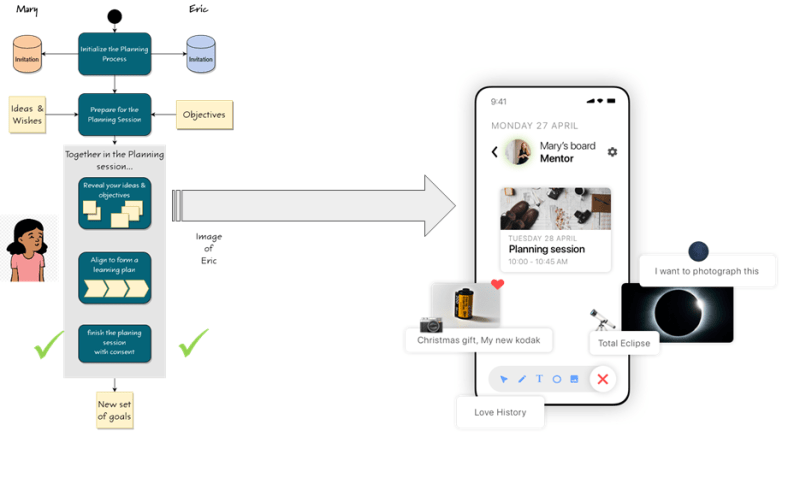 Mary
Eric
Initialize the Planning
Process
Invitation
Invitation
Ideas &
Wishes
Prepare for the
Planning Session
Objectives
Together in the Planning
session...
Reveal your ideas &
objectives
Image
of
Eric
Align to form a
learning plan
finish the planing
session
with consent
New set
of goals
9:41
MONDAY 27 APRIL
Mary's board
Mentor
TUESDAY 28 APRIL
Planning session
10:00 - 10:45 AM
I want to photograph this
Christmas gift, My new kodak
Total Eclipse
T
Love History